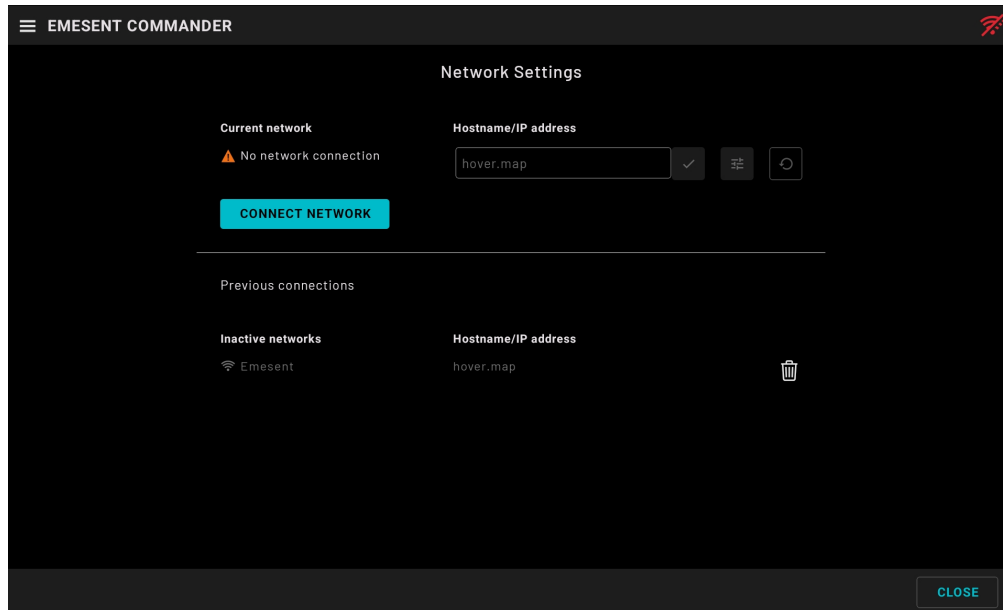 EMESENT COMMANDER
Network Settings
Current network
Hostname/IP address
No network connection
hover.map
CONNECT NETWORK
Previous connections
Inactive networks
Hostname/IP address
Emesent
hover.map
CLOSE